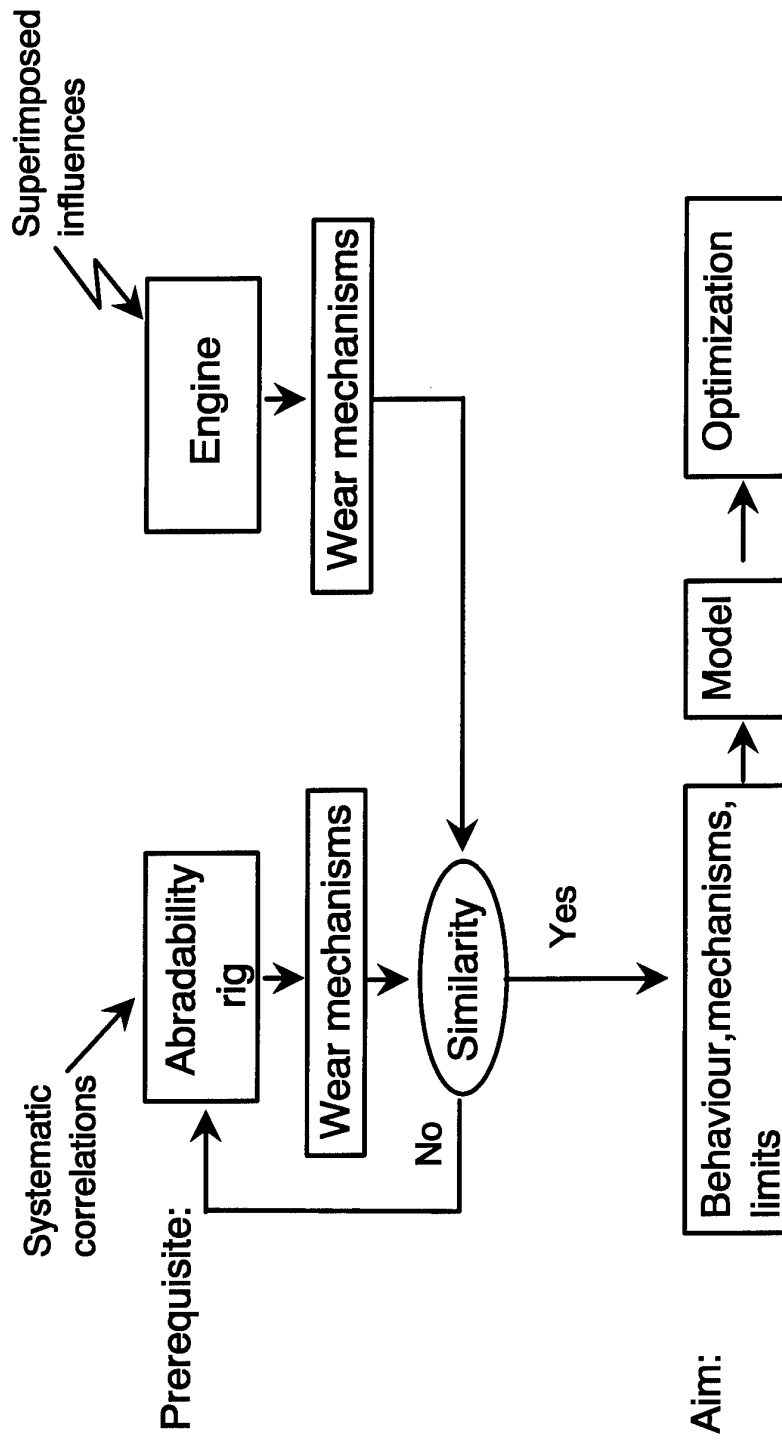 Systematic
correlations
Superimposed
influences
Prerequisite:
Abradability
rig
Engine
Wear mechanisms
Wear mechanisms
No
Similarity
Yes
Aim:
Behaviour,mechanisms,
limits
Model
Optimization